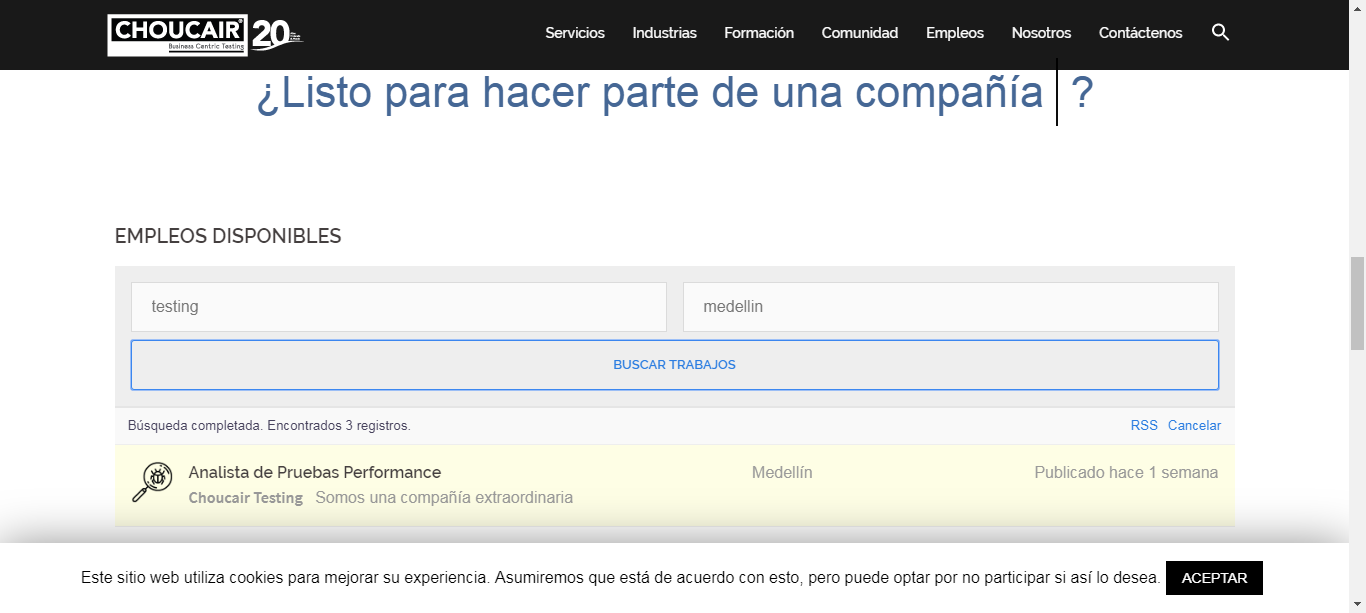 CHOUCAIR® 20
Business Centric Testing
Servicios Industrias Formación Comunidad Empleos Nosotros Contáctenos
¿Listo para hacer parte de una compañía ?
EMPLEOS DISPONIBLES
testing medellin
BUSCAR TRABAJOS
Búsqueda completada. Encontrados 3 registros. RSS Cancelar
Analista de Pruebas Performance Medellín Publicado hace 1 semana
Choucair Testing Somos una compañía extraordinaria
Este sitio web utiliza cookies para mejorar su experiencia. Asumiremos que está de acuerdo con esto, pero puede optar por no participar si así lo desea. ACEPTAR